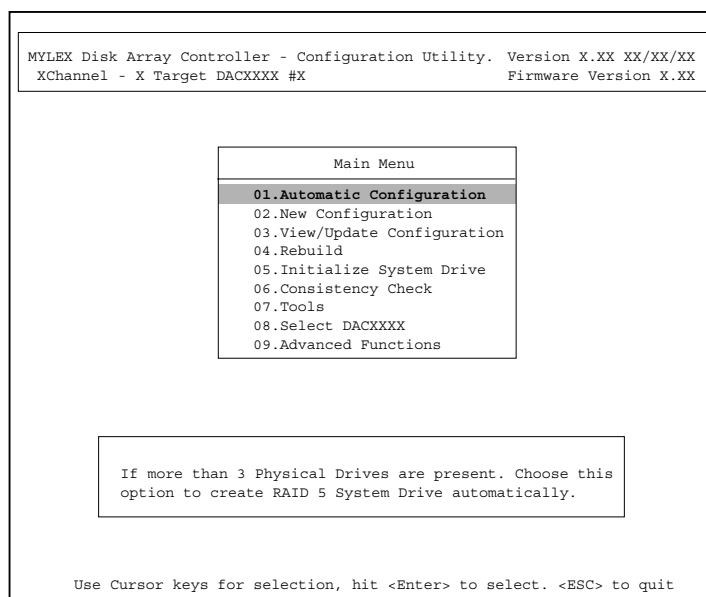 MYLEX Disk Array Controller - Configuration Utility. Version X.XX XX/XX/XX
XChannel - X Target DACXXXX #X Firmware Version X.XX
Main Menu
01.Automatic Configuration
02.New Configuration
03.View/Update Configuration
04.Rebuild
05.Initialize System Drive
06.Consistency Check
07.Tools
08.Select DACXXXX
09.Advanced Functions
If more than 3 Physical Drives are present. Choose this
option to create RAID 5 System Drive automatically.
Use Cursor keys for selection, hit <Enter> to select. <ESC> to quit